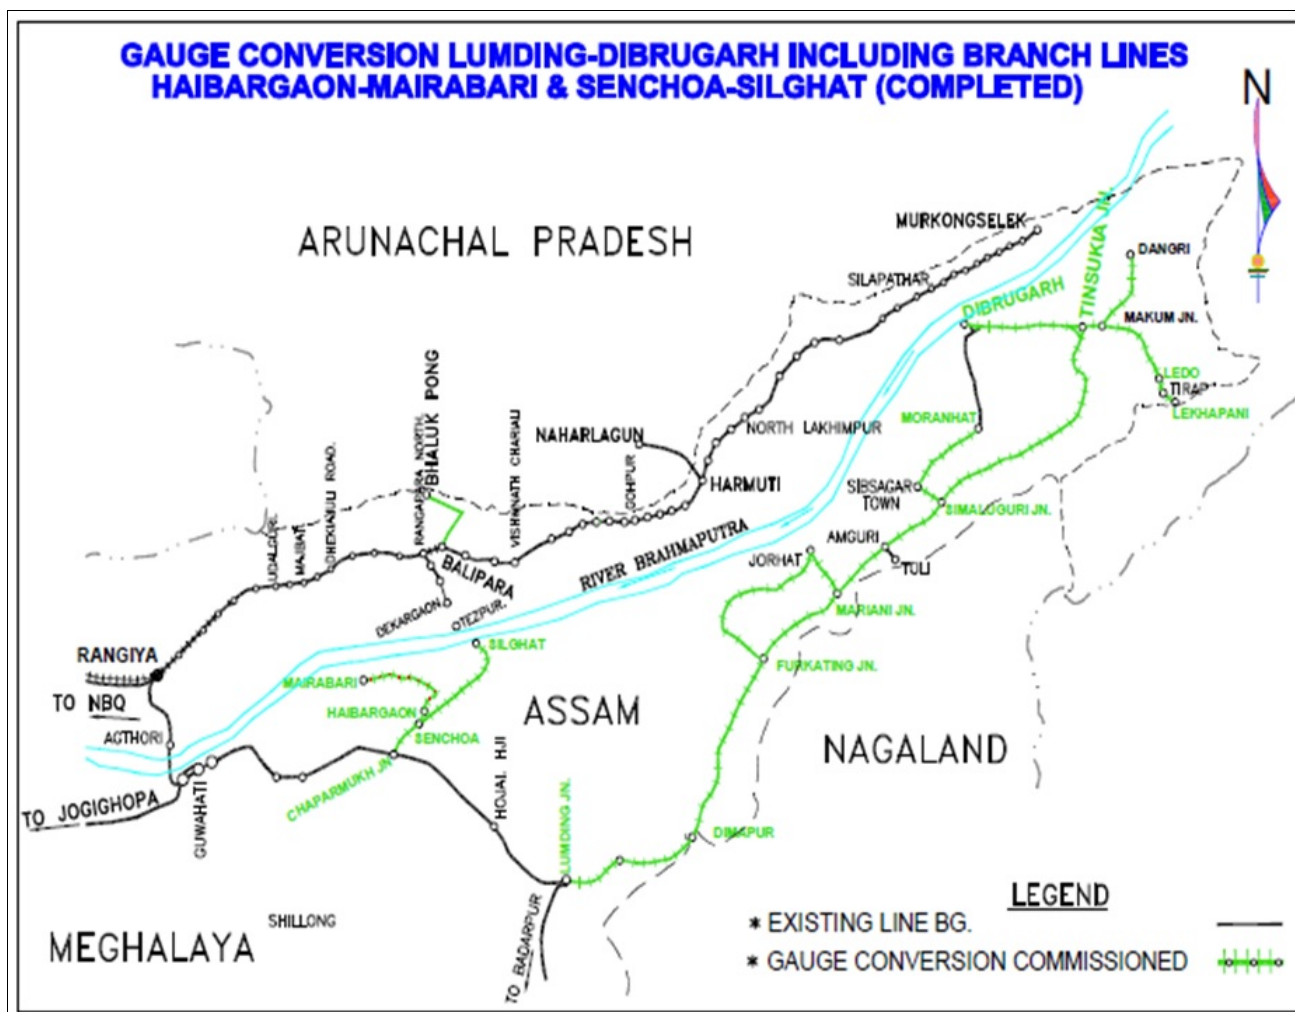 GAUGE CONVERSION LUMDING-DIBRUGARH INCLUDING BRANCH LINES
HAIBARGAON-MAIRABARI & SENCHOA-SILGHAT (COMPLETED)
N
ARUNACHAL PRADESH
MURKONGSELEK
SILAPATHAR
DIBRUGARH
TINSUKIA JN.
DANGRI
MAKUM JN.
LEDO
TIRAP
LEKHAPANI
MORANHAT
NORTH LAKHIMPUR
NAHARLAGUN
HARMUTI
GOHPUR
VISHWNATH CHARIALI
BHALUK PONG
RANGAPARA NORTH.
DHEKIAJULI ROAD.
MAJBAT.
UDALGURI.
BALIPARA
DEKARGAON
TEZPUR.
RIVER BRAHMAPUTRA
SIBSAGAR
TOWN
SIMALOGURI JN.
AMGURI
TULI
JORHAT
MARIANI JN.
FURKATING JN.
SILGHAT
RANGIYA
TO NBQ
MAIRABARI
HAIBARGAON
SENCHOA
AGTHORI
ASSAM
NAGALAND
CHAPARMUKH JN
TO JOGIGHOPA
GUWAHATI
HOJAI HJI
LUMDING JN.
DIMAPUR
TO BADARPUR
SHILLONG
MEGHALAYA
LEGEND
* EXISTING LINE BG.
* GAUGE CONVERSION COMMISSIONED